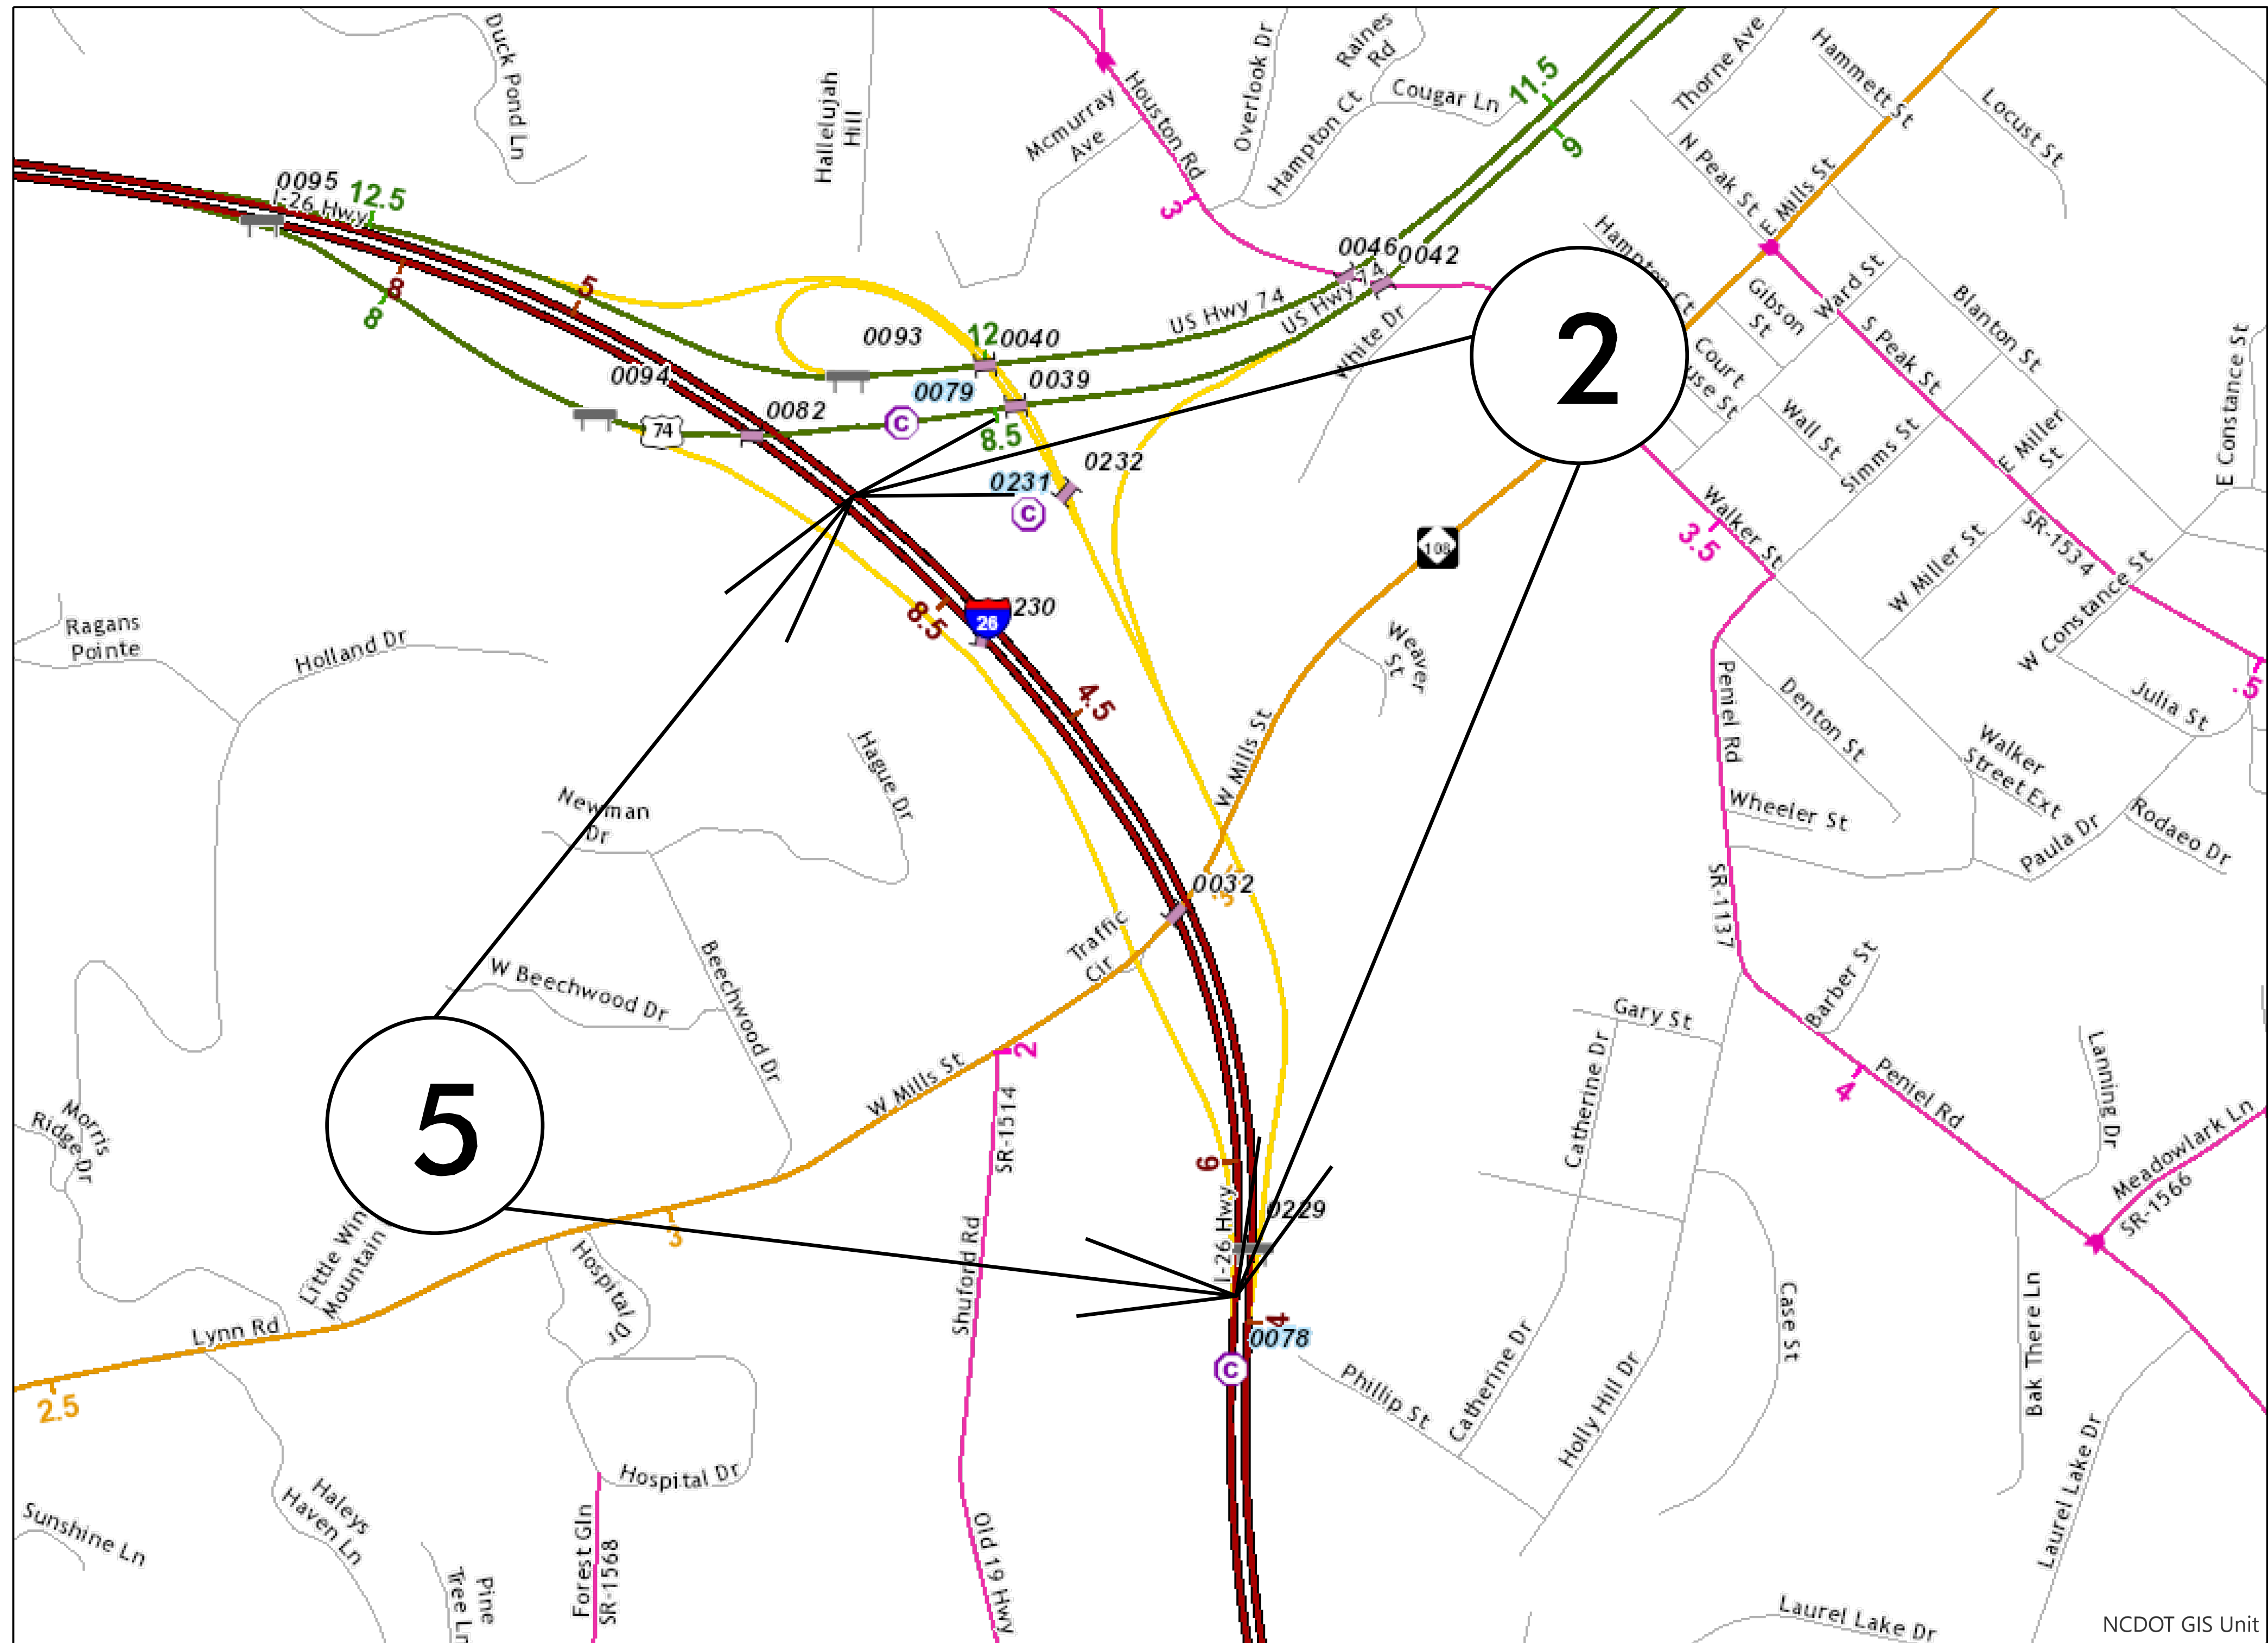 Duck Pond Ln
Hallelujah
Hill
Mcmurray
Ave
Houston Rd
Overlook Dr
Raines
Rd
Hampton Ct
Cougar Ln
11.5
9
Thorne Ave
Hammett St
Locust St
N Peak St
E Mills St
0095
I-26 Hwy
12.5
3
0046
0042
74
Hampton Ct
Gibson
St
Ward St
Blanton St
8
8
5
US Hwy 74
US Hwy
White Dr
2
0093
12
0040
0094
0079
0039
0082
C
74
8.5
Court
use St
S Peak St
Wall St
Simms St
E Miller
St
E Constance St
0232
0231
C
108
Walker St
3.5
SR-1534
W Miller St
W Constance St
.5
26
230
8.5
4.5
Ragans
Pointe
Holland Dr
Weaver
St
Peniel Rd
Denton St
Julia St
Walker
Street Ext
W Mills St
Hague Dr
Newman
Dr
Wheeler St
Paula Dr
Rodaeo Dr
0032
.5
SR-1137
Traffic
Cir
W Beechwood Dr
Beechwood Dr
Barber St
Gary St
Catherine Dr
5
2
W Mills St
SR-1514
4
Peniel Rd
Lanning Dr
Meadowlark Ln
SR-1566
Morris
Ridge Dr
6
I-26 Hwy
0229
Little Win
Mountain
3
Hospital
Dr
Shuford Rd
4
0078
C
Lynn Rd
2.5
Case St
Bak There Ln
Phillip St
Catherine Dr
Holly Hill Dr
Laurel Lake Dr
Hospital Dr
Haleys
Haven Ln
Sunshine Ln
Forest Gln
SR-1568
Old 19 Hwy
Pine
Tree Ln
Laurel Lake Dr
NCDOT GIS Unit